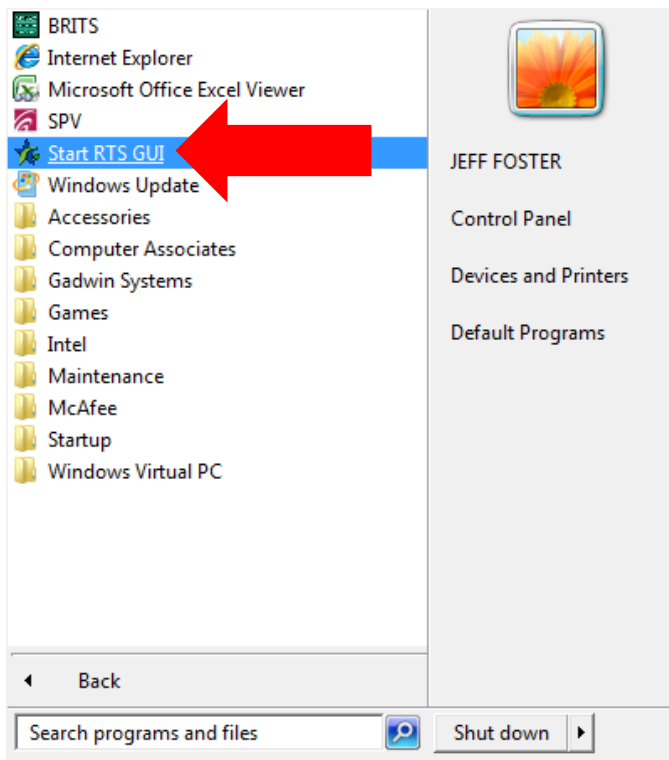 BRITS
Internet Explorer
Microsoft Office Excel Viewer
SPV
Start RTS GUI
Windows Update
Accessories
Computer Associates
Gadwin Systems
Games
Intel
Maintenance
McAfee
Startup
Windows Virtual PC
Back
Search programs and files
JEFF FOSTER
Control Panel
Devices and Printers
Default Programs
Shut down